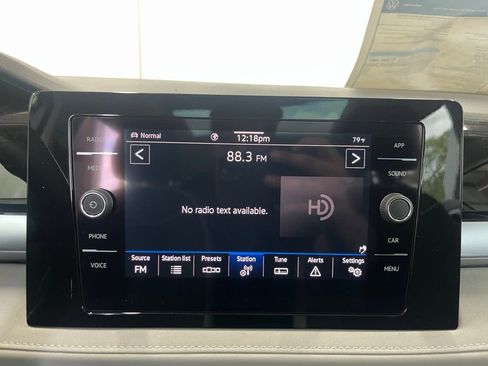 Normal
12:18pm
79°F
88.3 FM
No radio text available.
HD
Source
FM
Station list
Presets
Station
Tune
Alerts
Settings
RADIO
MEDIA
PHONE
VOICE
APP
SOUND
CAR
MENU